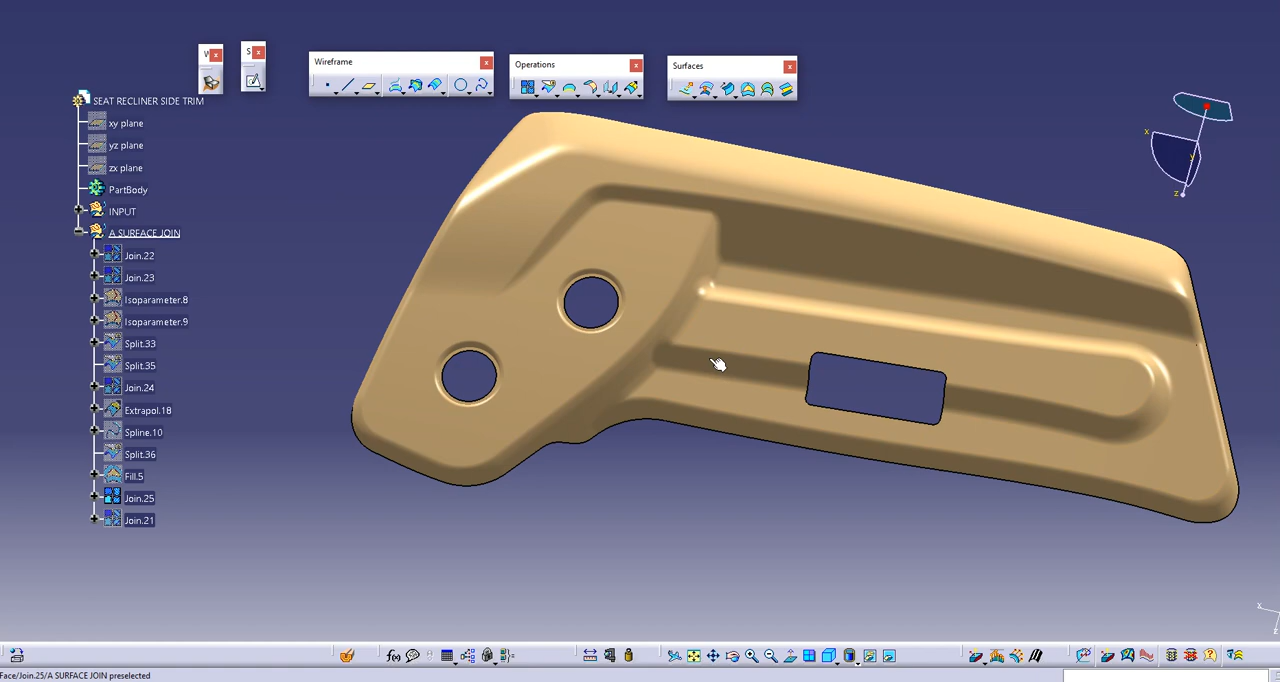 S
Wireframe
Operations
Surfaces
SEAT RECLINER SIDE TRIM
xy plane
yz plane
zx plane
PartBody
INPUT
A SURFACE JOIN
Join.22
Join.23
Isoparameter.8
Isoparameter.9
Split.33
Split.35
Join.24
Extrapol.18
Spline.10
Split.36
Fill.5
Join.25
Join.21
x
y
z
x
z
f(x)
Face/Join.25/A SURFACE JOIN preselected